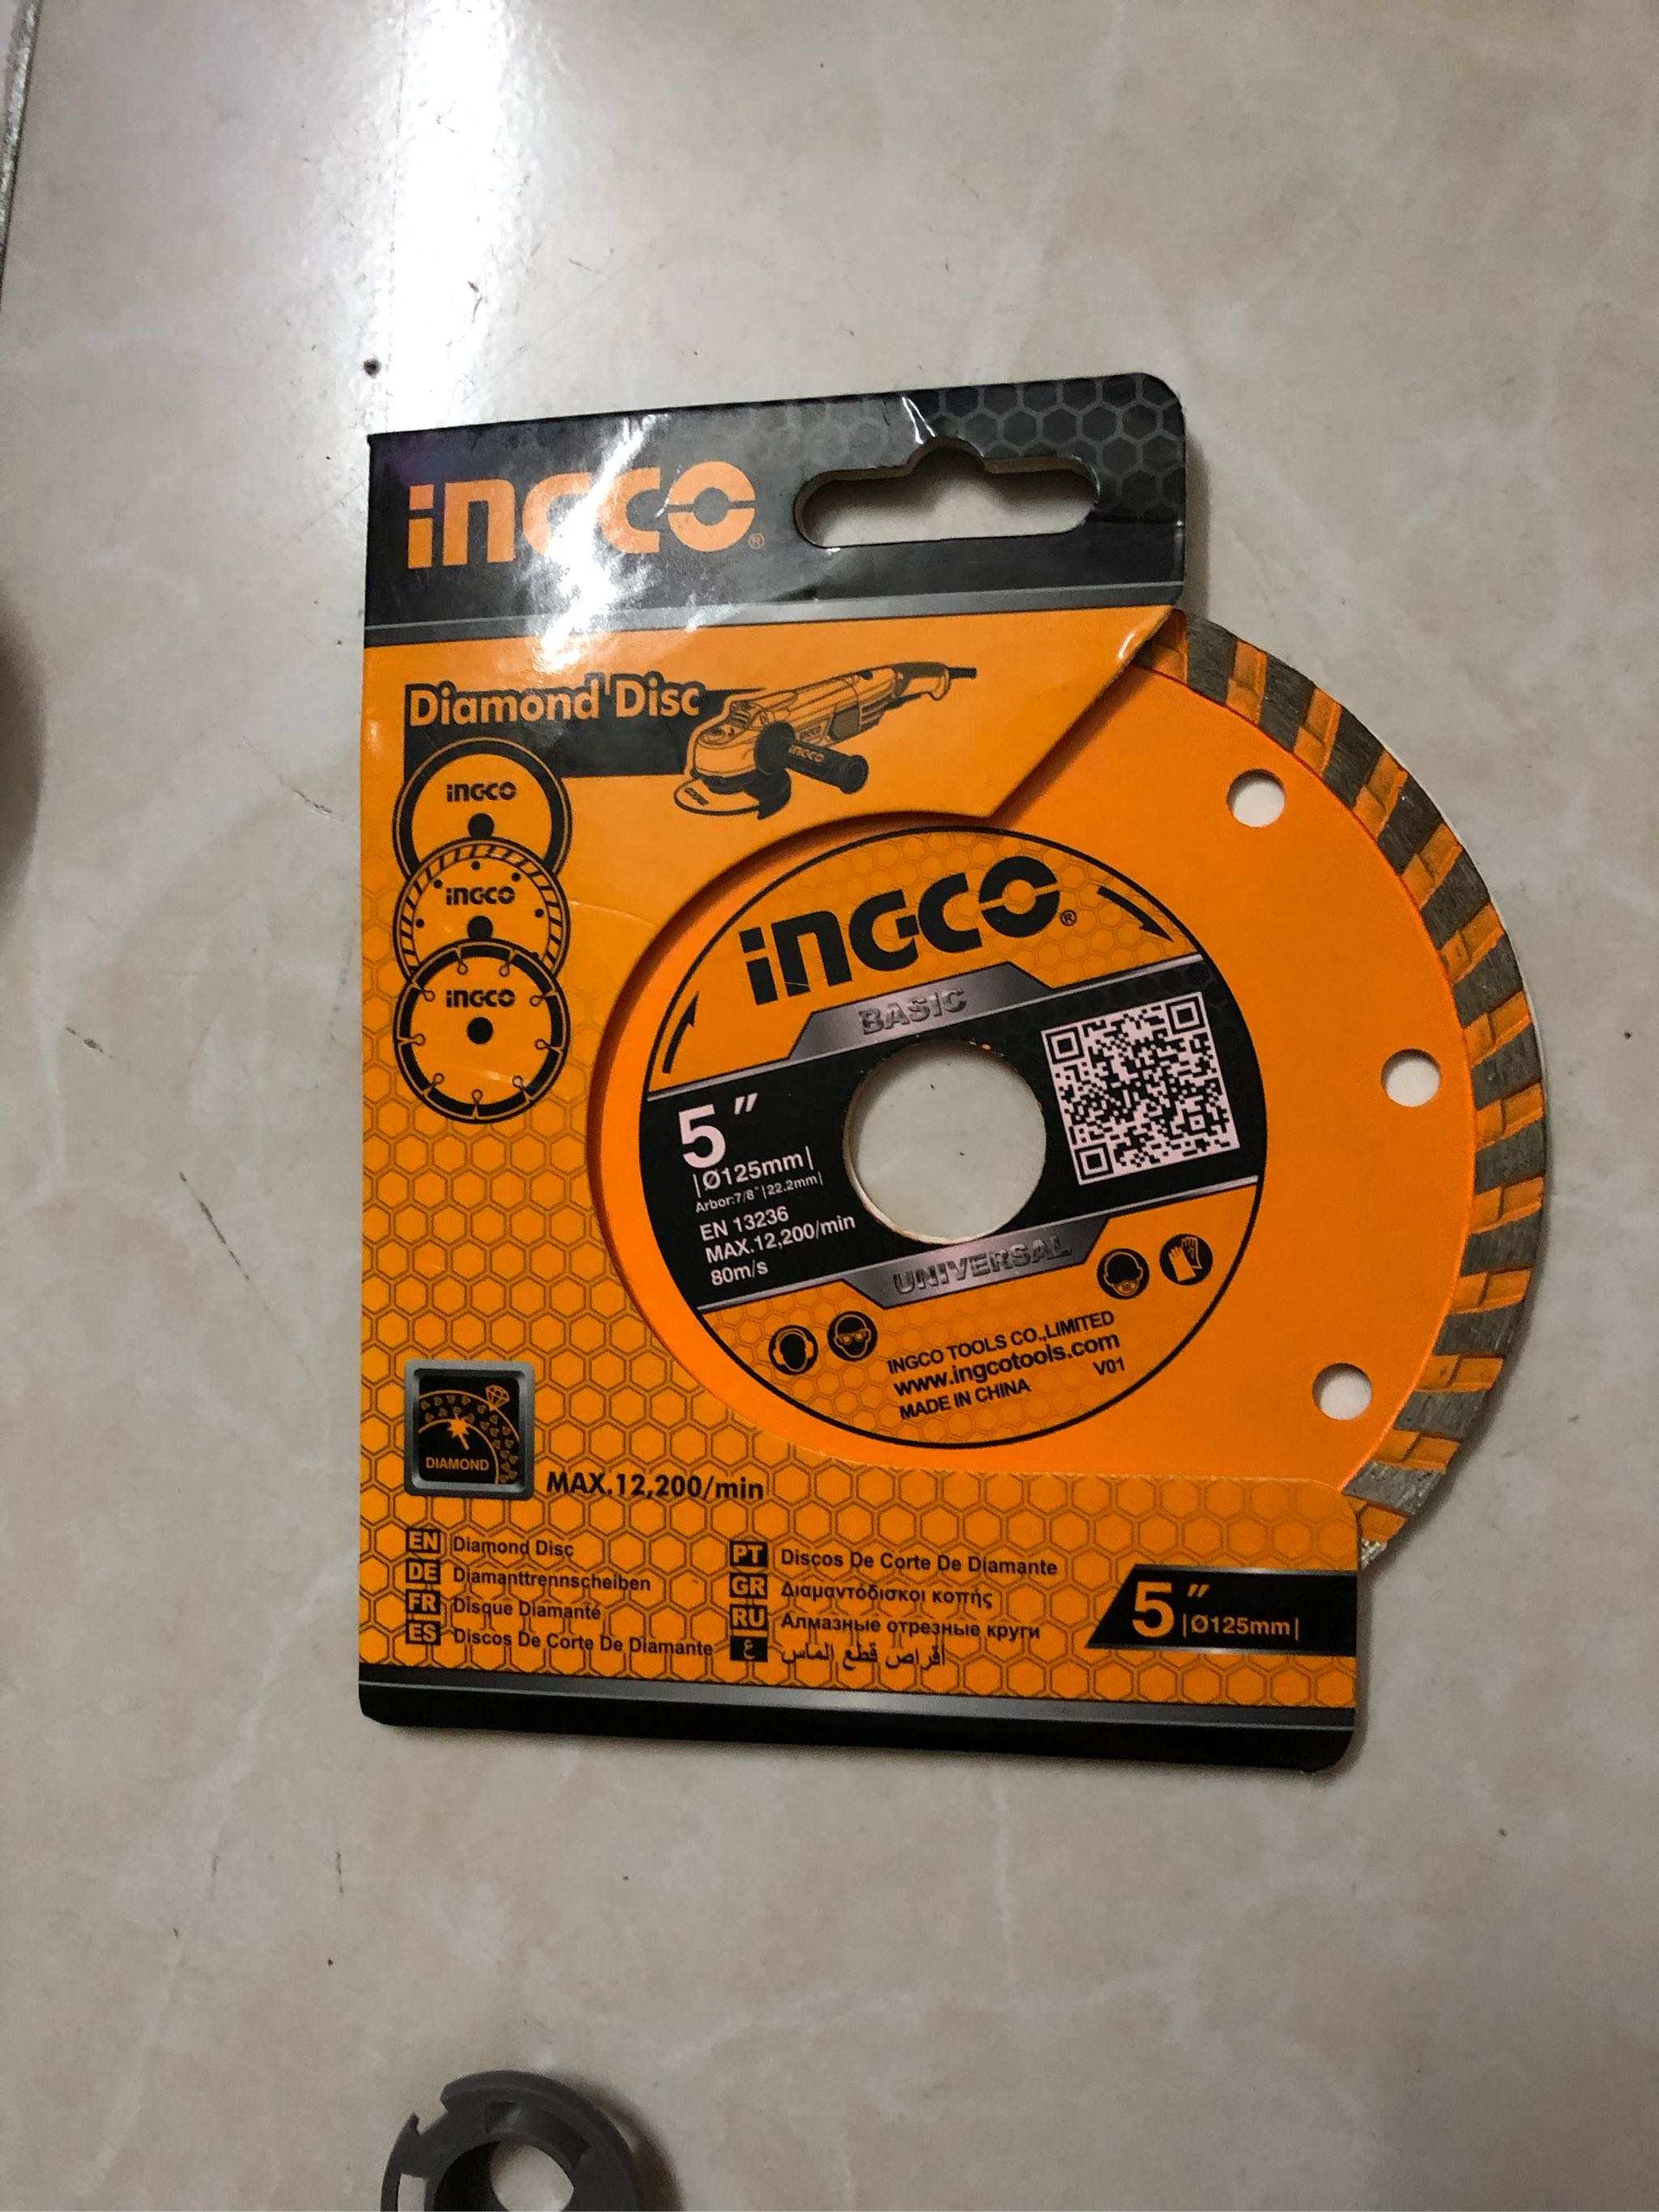 iNGCO®
Diamond Disc
iNGCO
iNGCO
iNGCO
iNGCO
iNGCO®
BASIC
5"
|Ø125mm|
Arbor:7/8"|22.2mm|
EN 13236
MAX.12,200/min
80m/s
UNIVERSAL
INGCO TOOLS CO.,LIMITED
www.ingcotools.com
MADE IN CHINA V01
DIAMOND
MAX.12,200/min
EN Diamond Disc
DE Diamanttrennscheiben
FR Disque Diamanté
ES Discos De Corte De Diamante
PT Discos De Corte De Diamante
GR Διαμαντόδισκοι κοπής
RU Алмазные отрезные круги
ع اقراص قطع الماس
5" |Ø125mm|